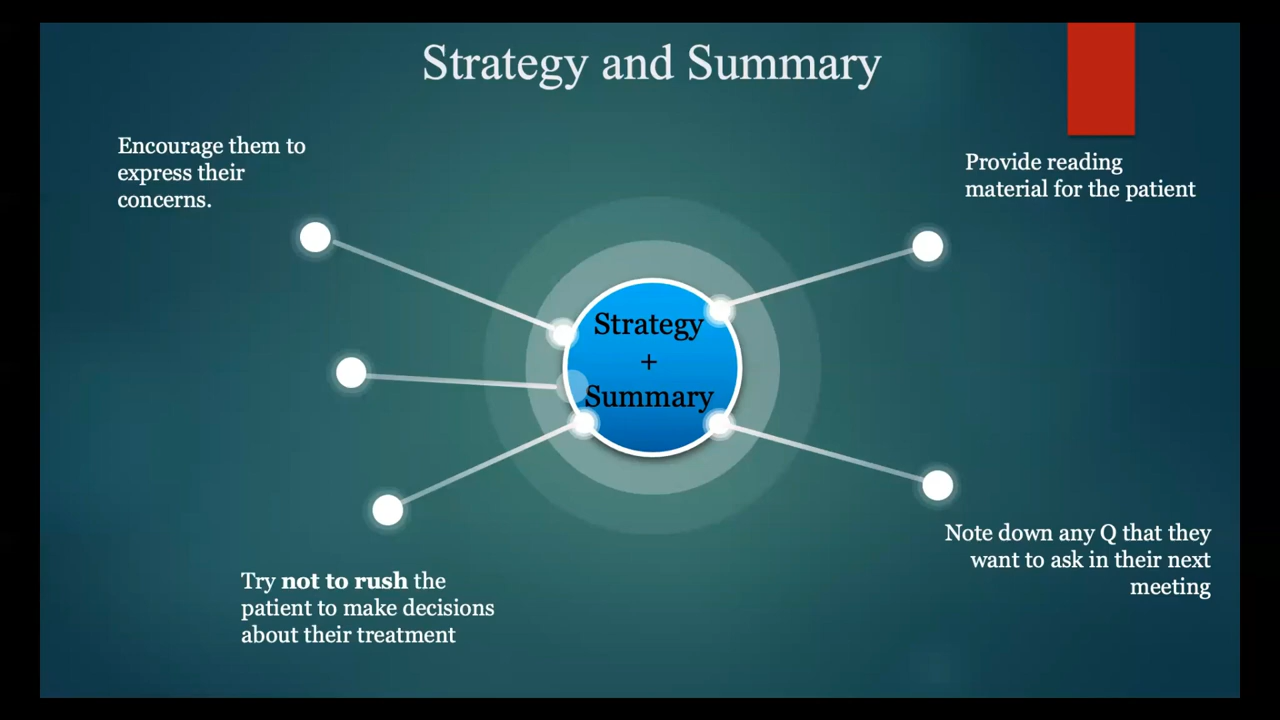 Strategy and Summary
Encourage them to
express their
concerns.
Provide reading
material for the patient
Strategy
+
Summary
Try not to rush the
patient to make decisions
about their treatment
Note down any Q that they
want to ask in their next
meeting